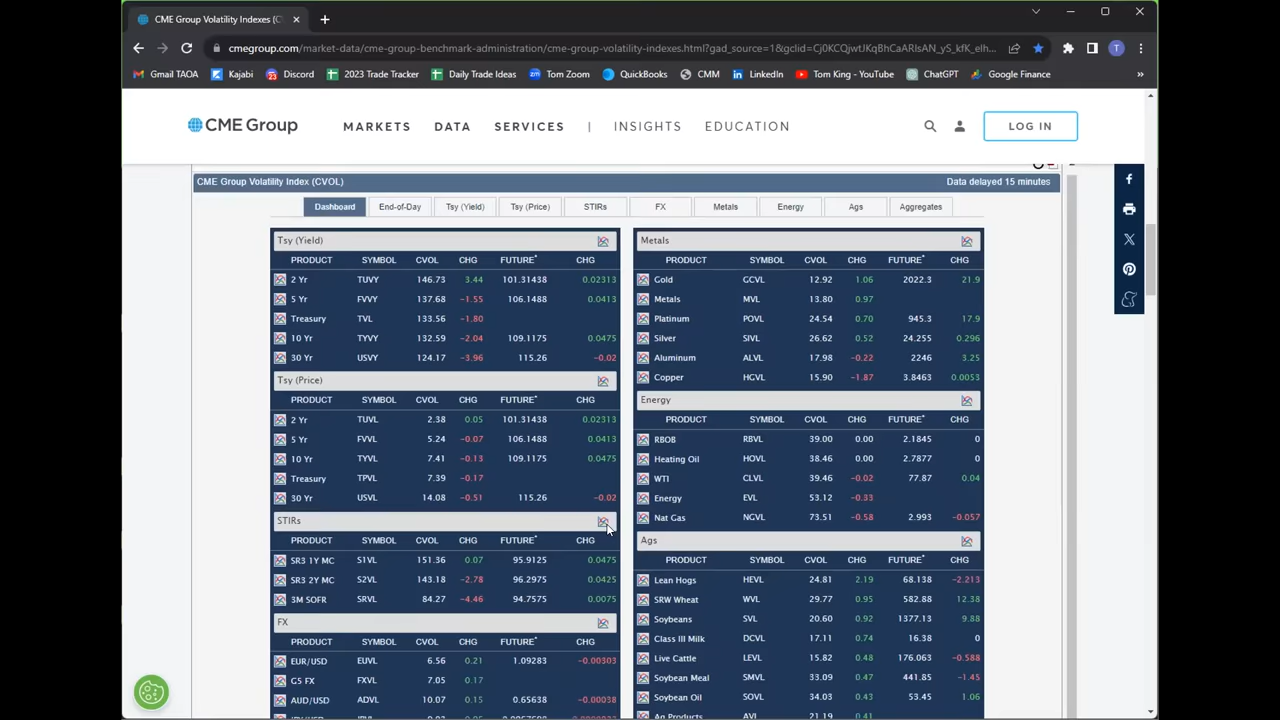 CME Group Volatility Indexes (C
cmegroup.com/market-data/cme-group-benchmark-administration/cme-group-volatility-indexes.html?gad_source=1&gclid=Cj0KCQiwtJKqBhCaARIsAN_yS_kfK_elh...
T
Gmail TAOA Kajabi Discord 2023 Trade Tracker Daily Trade Ideas Tom Zoom QuickBooks CMM LinkedIn Tom King - YouTube ChatGPT Google Finance »
CME Group MARKETS DATA SERVICES | INSIGHTS EDUCATION LOG IN
CME Group Volatility Index (CVOL) Data delayed 15 minutes
Dashboard End-of-Day Tsy (Yield) Tsy (Price) STIRs FX Metals Energy Ags Aggregates
Tsy (Yield)
PRODUCT SYMBOL CVOL CHG FUTURE* CHG
2 Yr TUVY 146.73 3.44 101.31438 0.02313
5 Yr FVVY 137.68 -1.55 106.1488 0.0413
Treasury TVL 133.56 -1.80
10 Yr TYVY 132.59 -2.04 109.1175 0.0475
30 Yr USVY 124.17 -3.96 115.26 -0.02
Tsy (Price)
PRODUCT SYMBOL CVOL CHG FUTURE* CHG
2 Yr TUVL 2.38 0.05 101.31438 0.02313
5 Yr FVVL 5.24 -0.07 106.1488 0.0413
10 Yr TYVL 7.41 -0.13 109.1175 0.0475
Treasury TPVL 7.39 -0.17
30 Yr USVL 14.08 -0.51 115.26 -0.02
STIRs
PRODUCT SYMBOL CVOL CHG FUTURE* CHG
SR3 1Y MC S1VL 151.36 0.07 95.9125 0.0475
SR3 2Y MC S2VL 143.18 -2.78 96.2975 0.0425
3M SOFR SRVL 84.27 -4.46 94.7575 0.0075
FX
PRODUCT SYMBOL CVOL CHG FUTURE* CHG
EUR/USD EUVL 6.56 0.21 1.09283 -0.00303
G5 FX FXVL 7.05 0.17
AUD/USD ADVL 10.07 0.15 0.65638 -0.00038
Metals
PRODUCT SYMBOL CVOL CHG FUTURE* CHG
Gold GCVL 12.92 1.06 2022.3 21.9
Metals MVL 13.80 0.97
Platinum POVL 24.54 0.70 945.3 17.9
Silver SIVL 26.62 0.52 24.255 0.296
Aluminum ALVL 17.98 -0.22 2246 3.25
Copper HGVL 15.90 -1.87 3.8463 0.0053
Energy
PRODUCT SYMBOL CVOL CHG FUTURE* CHG
RBOB RBVL 39.00 0.00 2.1845 0
Heating Oil HOVL 38.46 0.00 2.7877 0
WTI CLVL 39.46 -0.02 77.87 0.04
Energy EVL 53.12 -0.33
Nat Gas NGVL 73.51 -0.58 2.993 -0.057
Ags
PRODUCT SYMBOL CVOL CHG FUTURE* CHG
Lean Hogs HEVL 24.81 2.19 68.138 -2.213
SRW Wheat WVL 29.77 0.95 582.88 12.38
Soybeans SVL 20.60 0.92 1377.13 9.88
Class III Milk DCVL 17.11 0.74 16.38 0
Live Cattle LEVL 15.82 0.48 176.063 -0.588
Soybean Meal SMVL 33.09 0.47 441.85 -1.45
Soybean Oil SOVL 34.03 0.43 53.45 1.06
Ag Products AVL 21.19 0.41